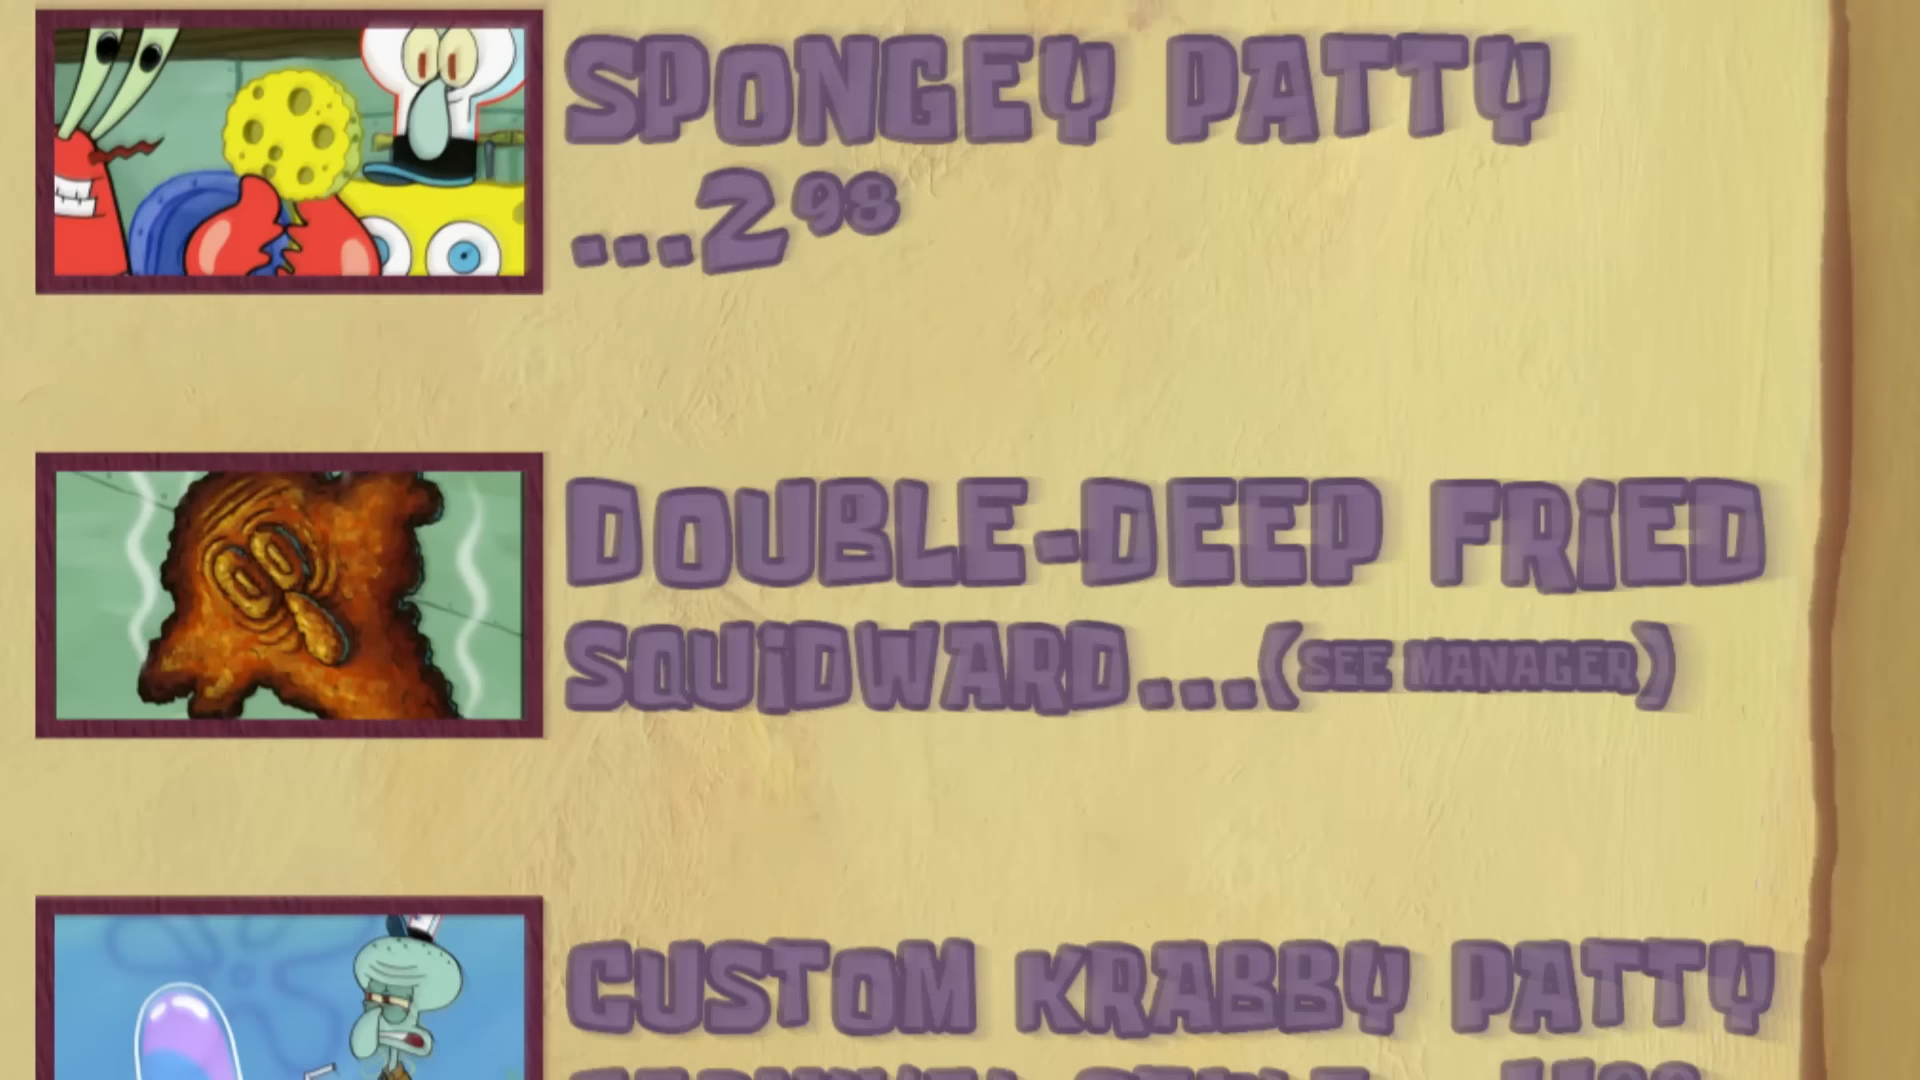 SPONGEY PATTY
...2 98
DOUBLE-DEEP FRIED
SQUIDWARD....(SEE MANAGER)
CUSTOM KRABBY PATTY